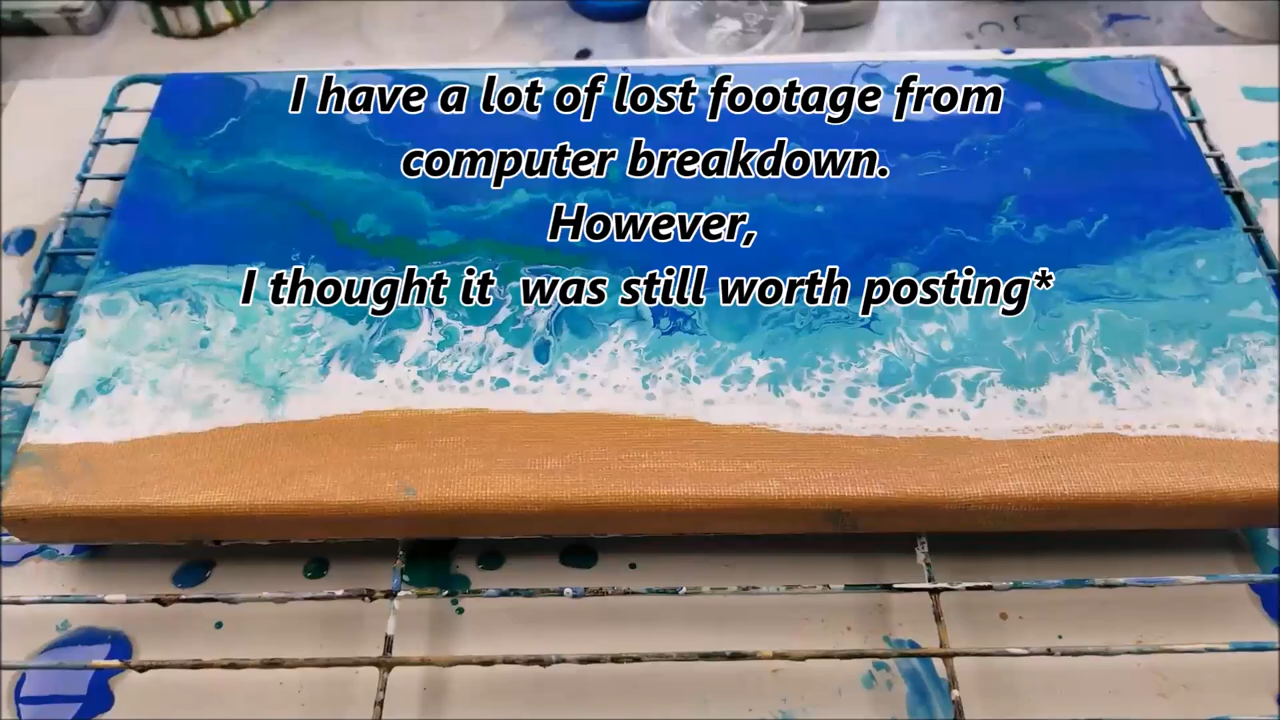 I have a lot of lost footage from
computer breakdown.
However,
I thought it  was still worth posting*